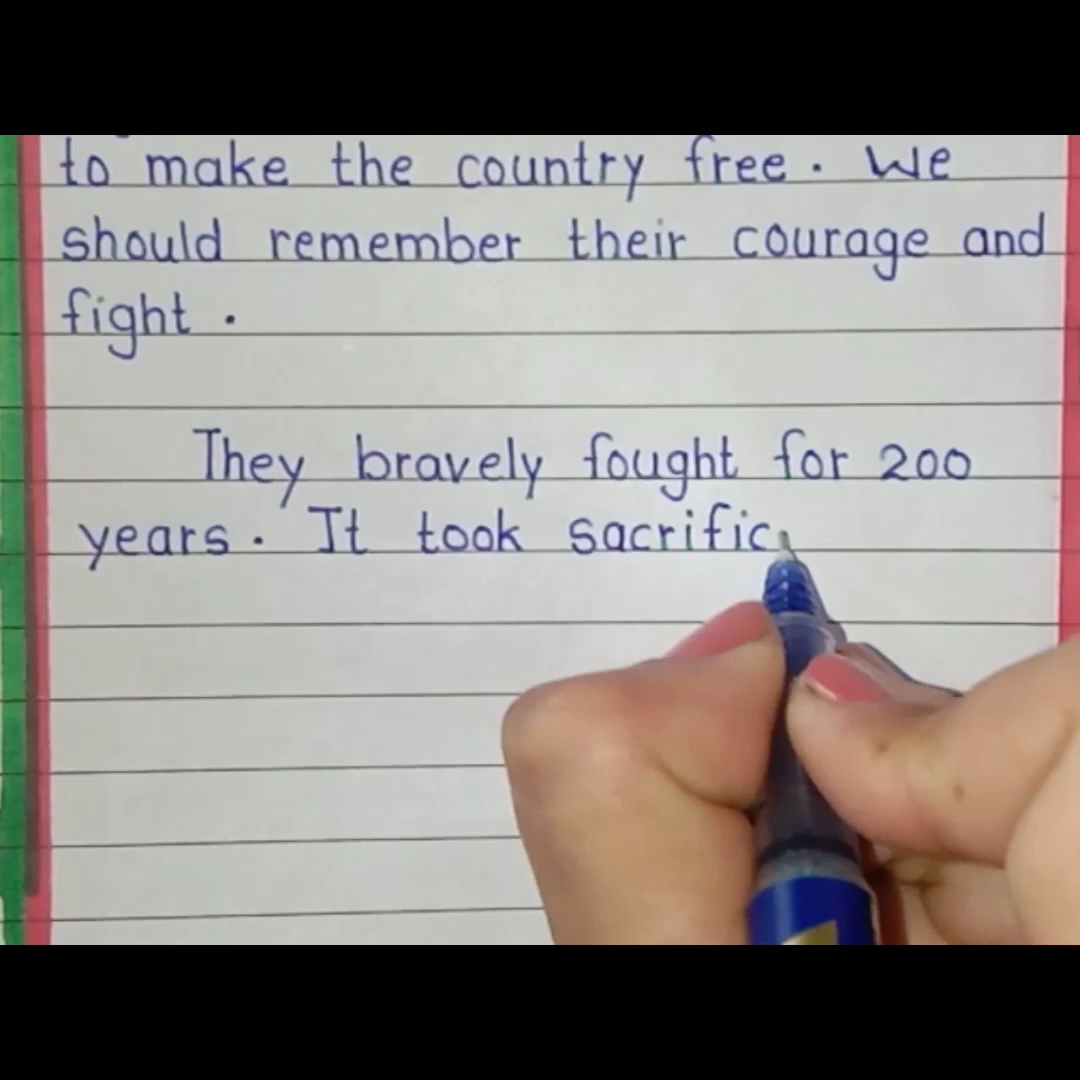 to make the country free. We
should remember their courage and
fight.
They bravely fought for 200
years. It took sacrific